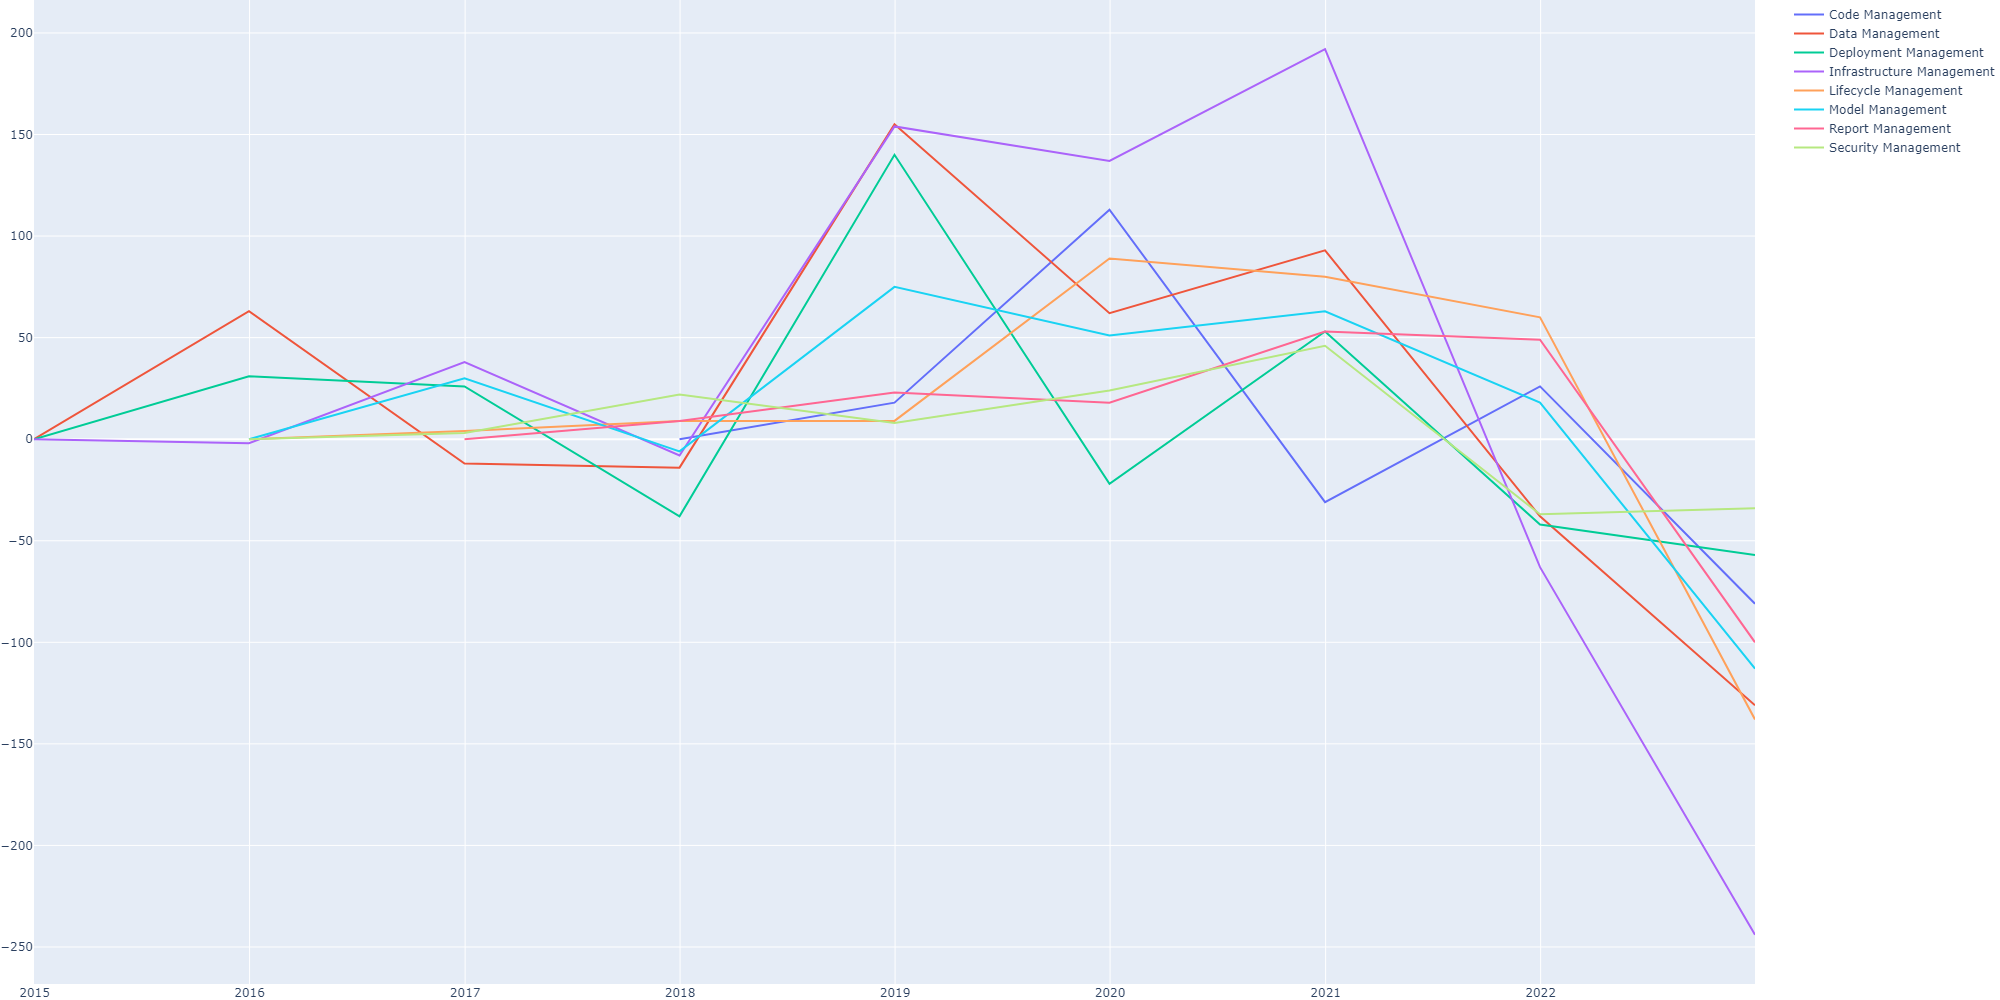 200
150
100
50
0
−50
−100
−150
−200
−250
2015 2016 2017 2018 2019 2020 2021 2022
Code Management
Data Management
Deployment Management
Infrastructure Management
Lifecycle Management
Model Management
Report Management
Security Management